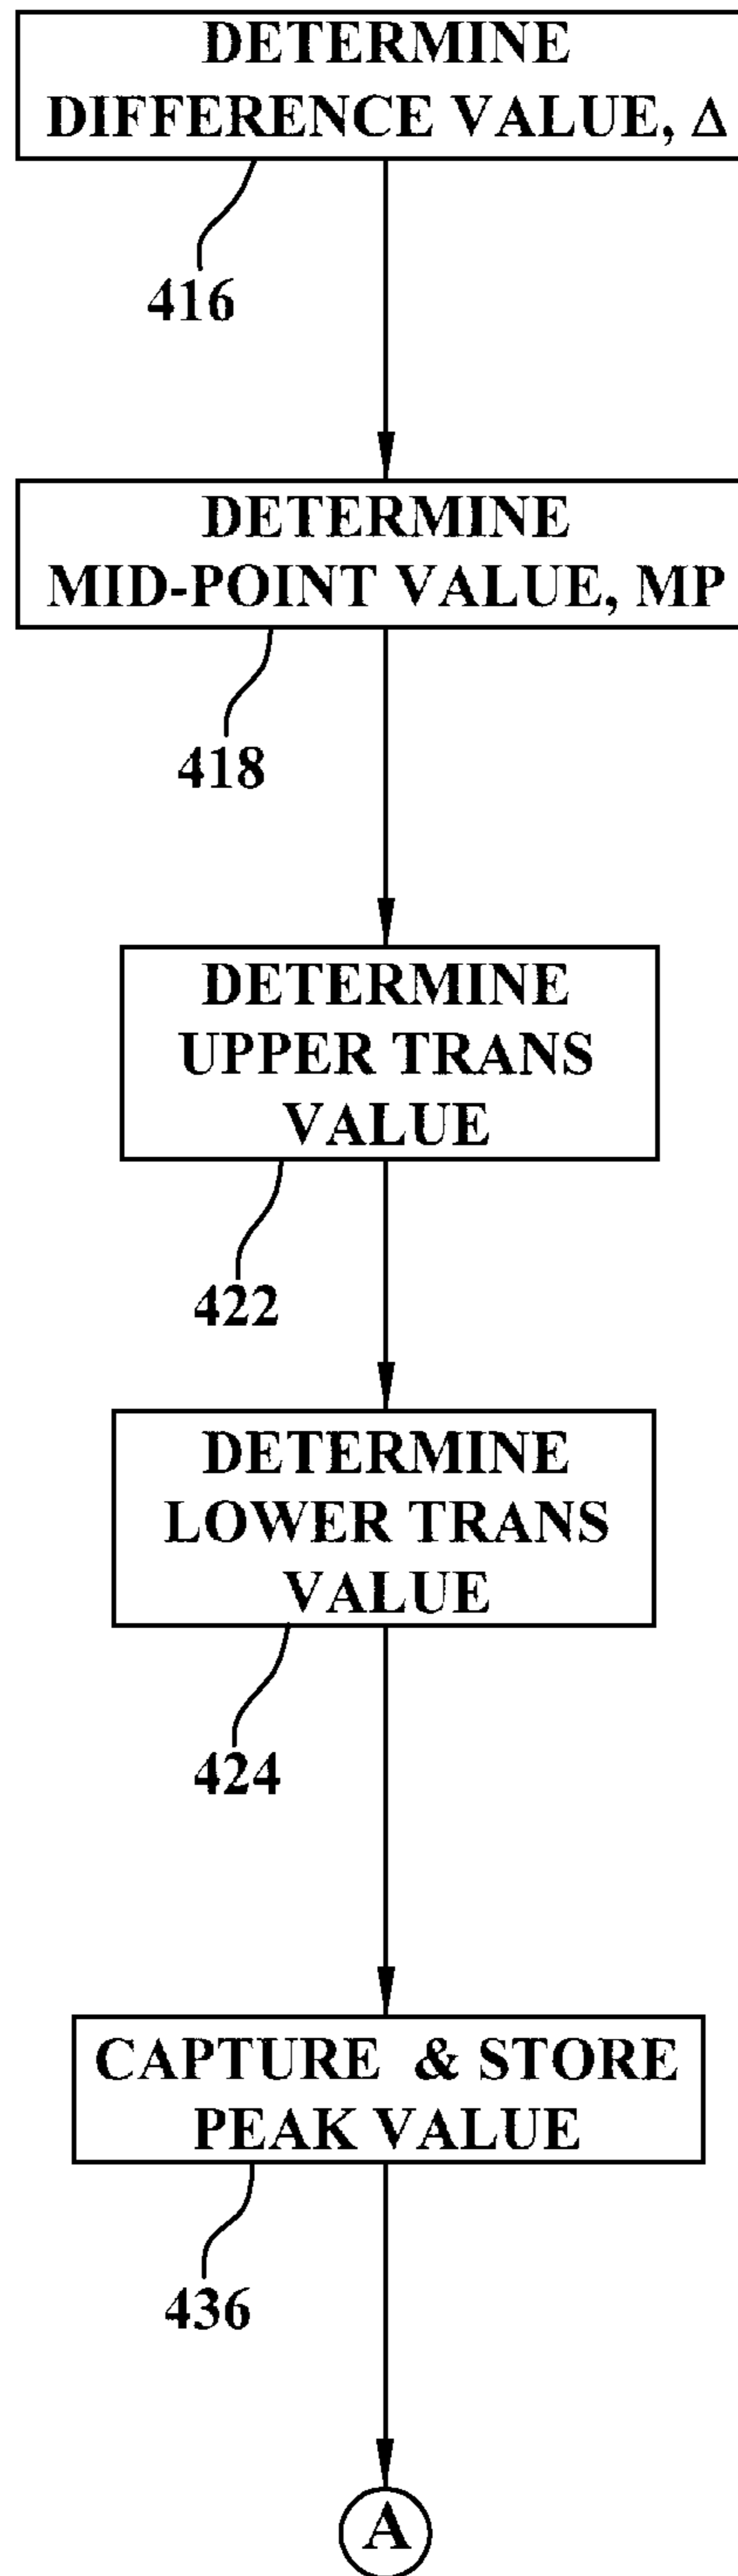 DETERMINE
DIFFERENCE VALUE, Δ
416
DETERMINE
MID-POINT VALUE, MP
418
DETERMINE
UPPER TRANS
VALUE
422
DETERMINE
LOWER TRANS
VALUE
424
CAPTURE & STORE
PEAK VALUE
436
A